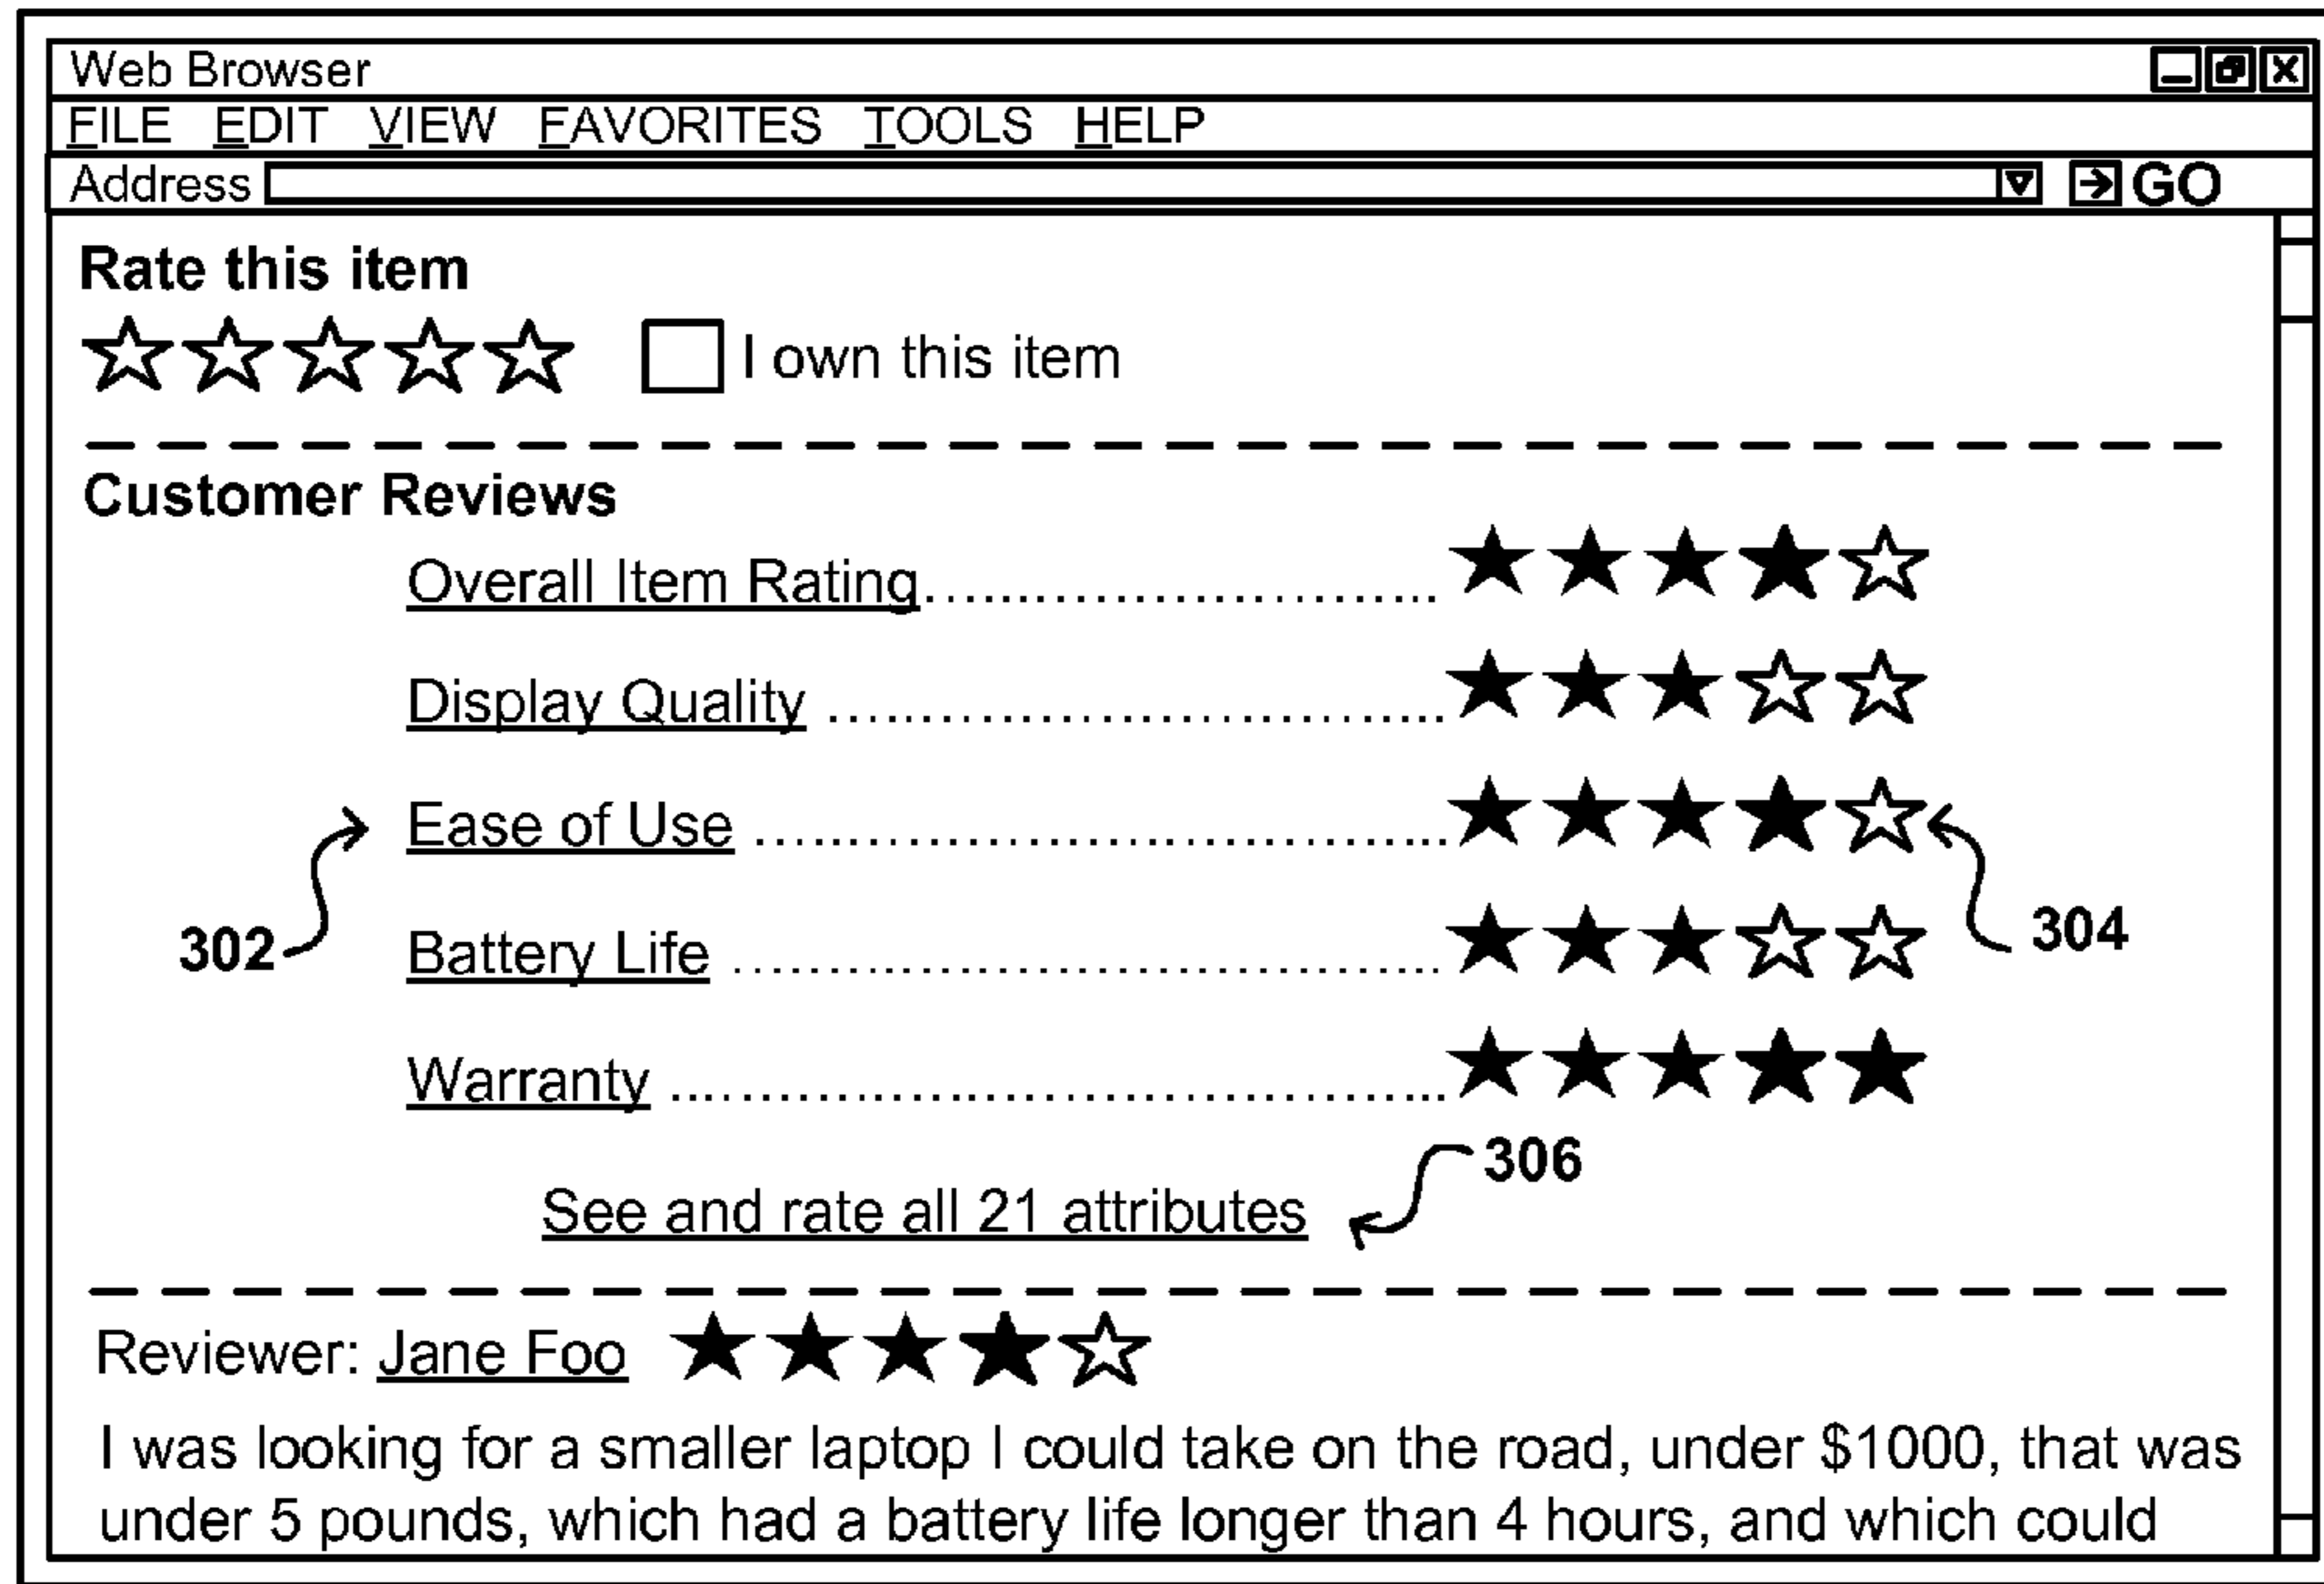 Web Browser
FILE EDIT VIEW FAVORITES TOOLS HELP
Address GO
Rate this item
I own this item
Customer Reviews
Overall Item Rating..............................
Display Quality ..................................
Ease of Use ......................................
302
304
Battery Life .......................................
Warranty ..........................................
306
See and rate all 21 attributes
Reviewer: Jane Foo
I was looking for a smaller laptop I could take on the road, under $1000, that was
under 5 pounds, which had a battery life longer than 4 hours, and which could